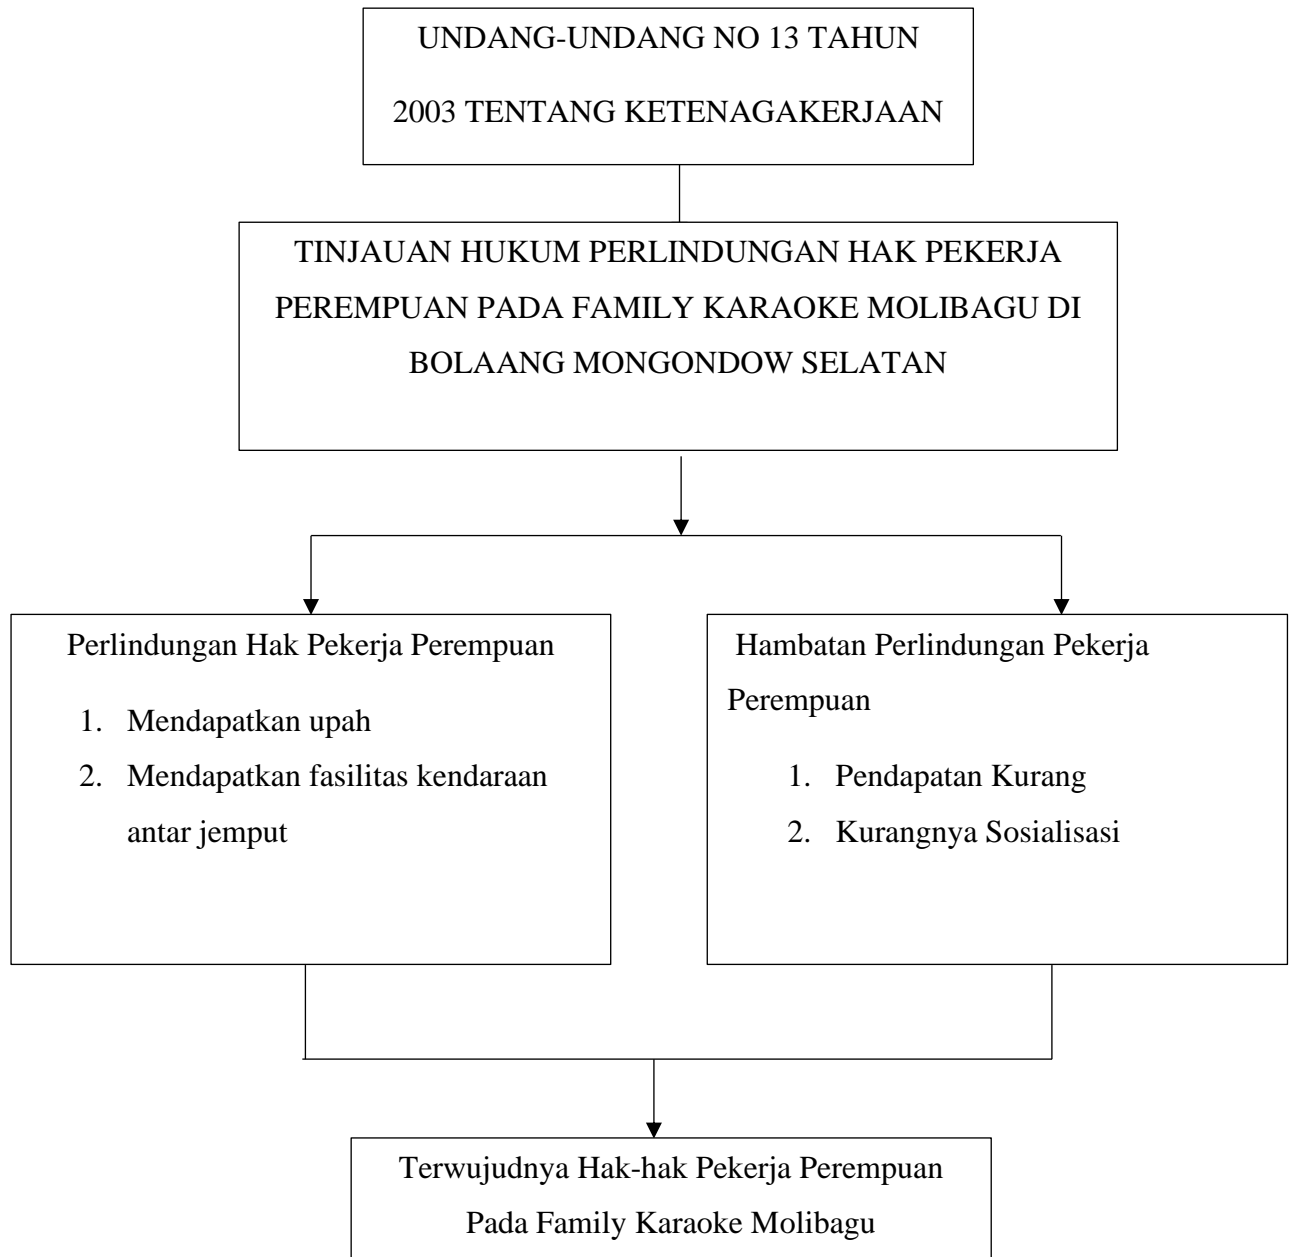 UNDANG-UNDANG NO 13 TAHUN
2003 TENTANG KETENAGAKERJAAN
TINJAUAN HUKUM PERLINDUNGAN HAK PEKERJA
PEREMPUAN PADA FAMILY KARAOKE MOLIBAGU DI
BOLAANG MONGONDOW SELATAN
Perlindungan Hak Pekerja Perempuan
1. Mendapatkan upah
2. Mendapatkan fasilitas kendaraan
antar jemput
Hambatan Perlindungan Pekerja
Perempuan
1. Pendapatan Kurang
2. Kurangnya Sosialisasi
Terwujudnya Hak-hak Pekerja Perempuan
Pada Family Karaoke Molibagu